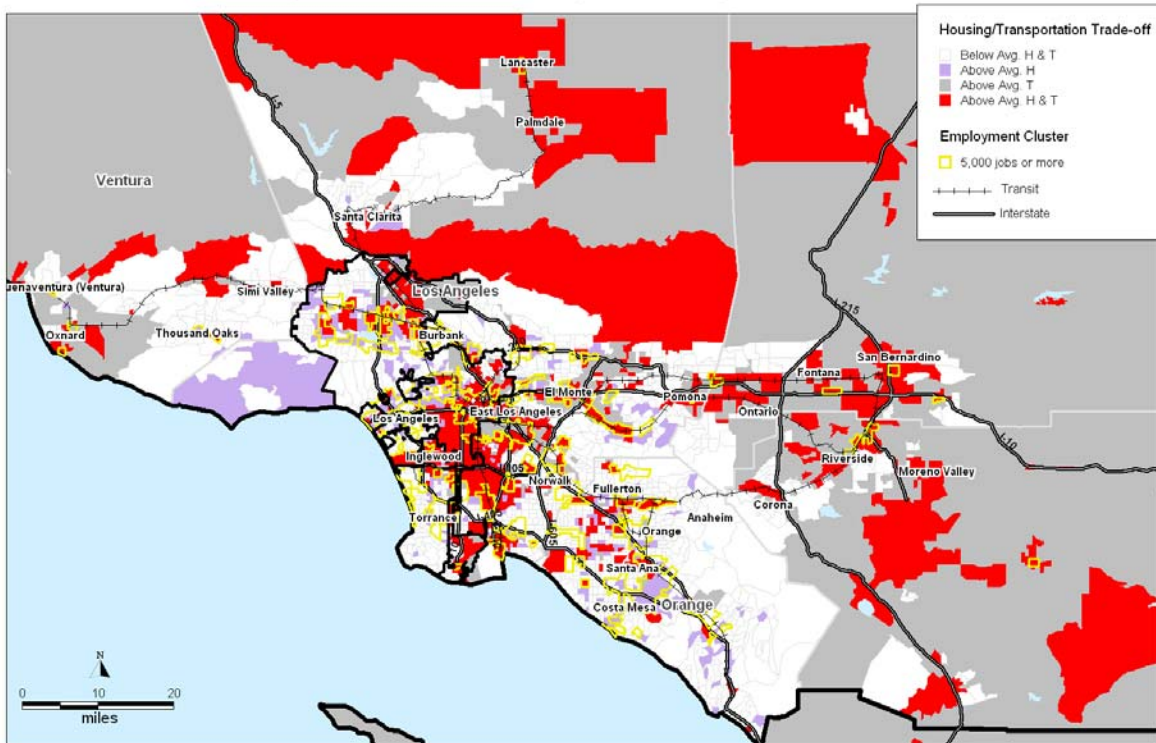 Housing/Transportation Trade-off
Below Avg. H & T
Above Avg. H
Above Avg. T
Above Avg. H & T
Employment Cluster
5,000 jobs or more
Transit
Interstate
Lancaster
I-5
Palmdale
Ventura
Santa Clarita
uenaventura (Ventura)
Simi Valley
Los Angeles
I-215
Oxnard
Thousand Oaks
Burbank
San Bernardino
Fontana
El Monte
Pomona
Ontario
East Los Angeles
Los Angeles
I-10
Inglewood
Riverside
Moreno Valley
Norwalk
Fullerton
Corona
Torrance
Anaheim
Orange
Santa Ana
Costa Mesa
Orange
N
0 10 20
miles